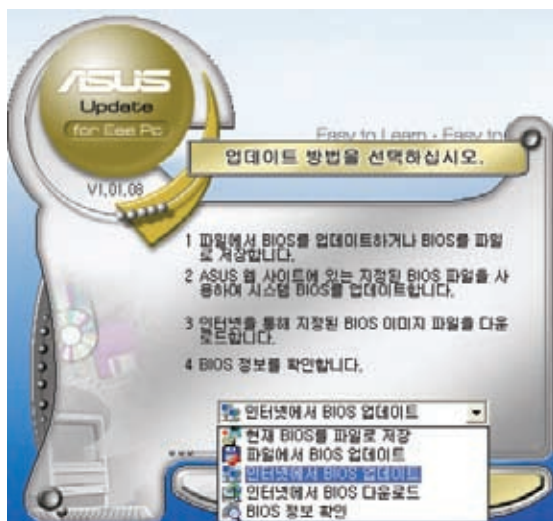 ASUS
Update
for Eee Pc
V1.01.08
Easy to Learn · Easy to
업데이트 방법을 선택하십시오.
1 파일에서 BIOS를 업데이트하거나 BIOS를 파일
로 저장합니다.
2 ASUS 웹 사이트에 있는 지정된 BIOS 파일을 사
용하여 시스템 BIOS를 업데이트합니다.
3 인터넷을 통해 지정된 BIOS 이미지 파일을 다운
로드합니다.
4 BIOS 정보를 확인합니다.
인터넷에서 BIOS 업데이트
현재 BIOS를 파일로 저장
파일에서 BIOS 업데이트
인터넷에서 BIOS 업데이트
인터넷에서 BIOS 다운로드
BIOS 정보 확인